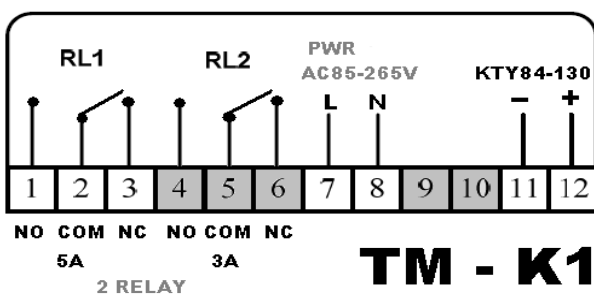 RL1 RL2 PWR
AC85-265V KTY84-130
L N − +
1 2 3 4 5 6 7 8 9 10 11 12
NO COM NC NO COM NC
5A 3A TM - K1
2 RELAY